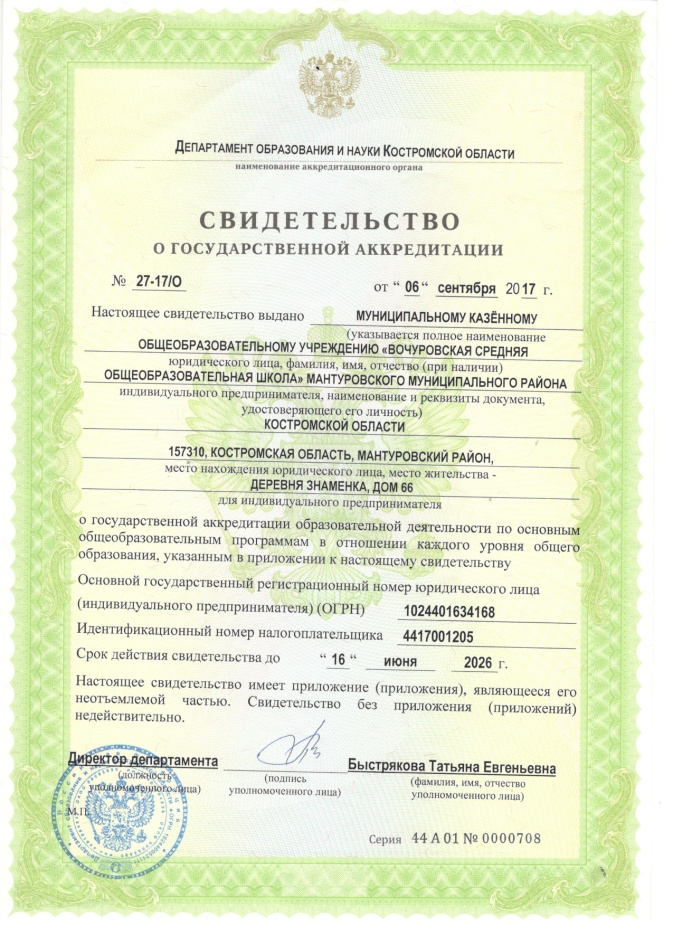 ДЕПАРТАМЕНТ ОБРАЗОВАНИЯ И НАУКИ КОСТРОМСКОЙ ОБЛАСТИ
наименование аккредитационного органа
СВИДЕТЕЛЬСТВО
О ГОСУДАРСТВЕННОЙ АККРЕДИТАЦИИ
№ 27-17/О от “ 06 “ сентября 2017 г.
Настоящее свидетельство выдано МУНИЦИПАЛЬНОМУ КАЗЁННОМУ
(указывается полное наименование
ОБЩЕОБРАЗОВАТЕЛЬНОМУ УЧРЕЖДЕНИЮ «ВОЧУРОВСКАЯ СРЕДНЯЯ
юридического лица, фамилия, имя, отчество (при наличии)
ОБЩЕОБРАЗОВАТЕЛЬНАЯ ШКОЛА» МАНТУРОВСКОГО МУНИЦИПАЛЬНОГО РАЙОНА
индивидуального предпринимателя, наименование и реквизиты документа,
удостоверяющего его личность)
КОСТРОМСКОЙ ОБЛАСТИ
157310, КОСТРОМСКАЯ ОБЛАСТЬ, МАНТУРОВСКИЙ РАЙОН,
место нахождения юридического лица, место жительства -
ДЕРЕВНЯ ЗНАМЕНКА, ДОМ 66
для индивидуального предпринимателя
о государственной аккредитации образовательной деятельности по основным
общеобразовательным программам в отношении каждого уровня общего
образования, указанным в приложении к настоящему свидетельству
Основной государственный регистрационный номер юридического лица
(индивидуального предпринимателя) (ОГРН) 1024401634168
Идентификационный номер налогоплательщика 4417001205
Срок действия свидетельства до “ 16 “ июня 2026 г.
Настоящее свидетельство имеет приложение (приложения), являющееся его
неотъемлемой частью. Свидетельство без приложения (приложений)
недействительно.
Директор департамента Быстрякова Татьяна Евгеньевна
(должность (подпись (фамилия, имя, отчество
уполномоченного лица) уполномоченного лица) уполномоченного лица)
М.П.
Серия 44 А 01 № 0000708